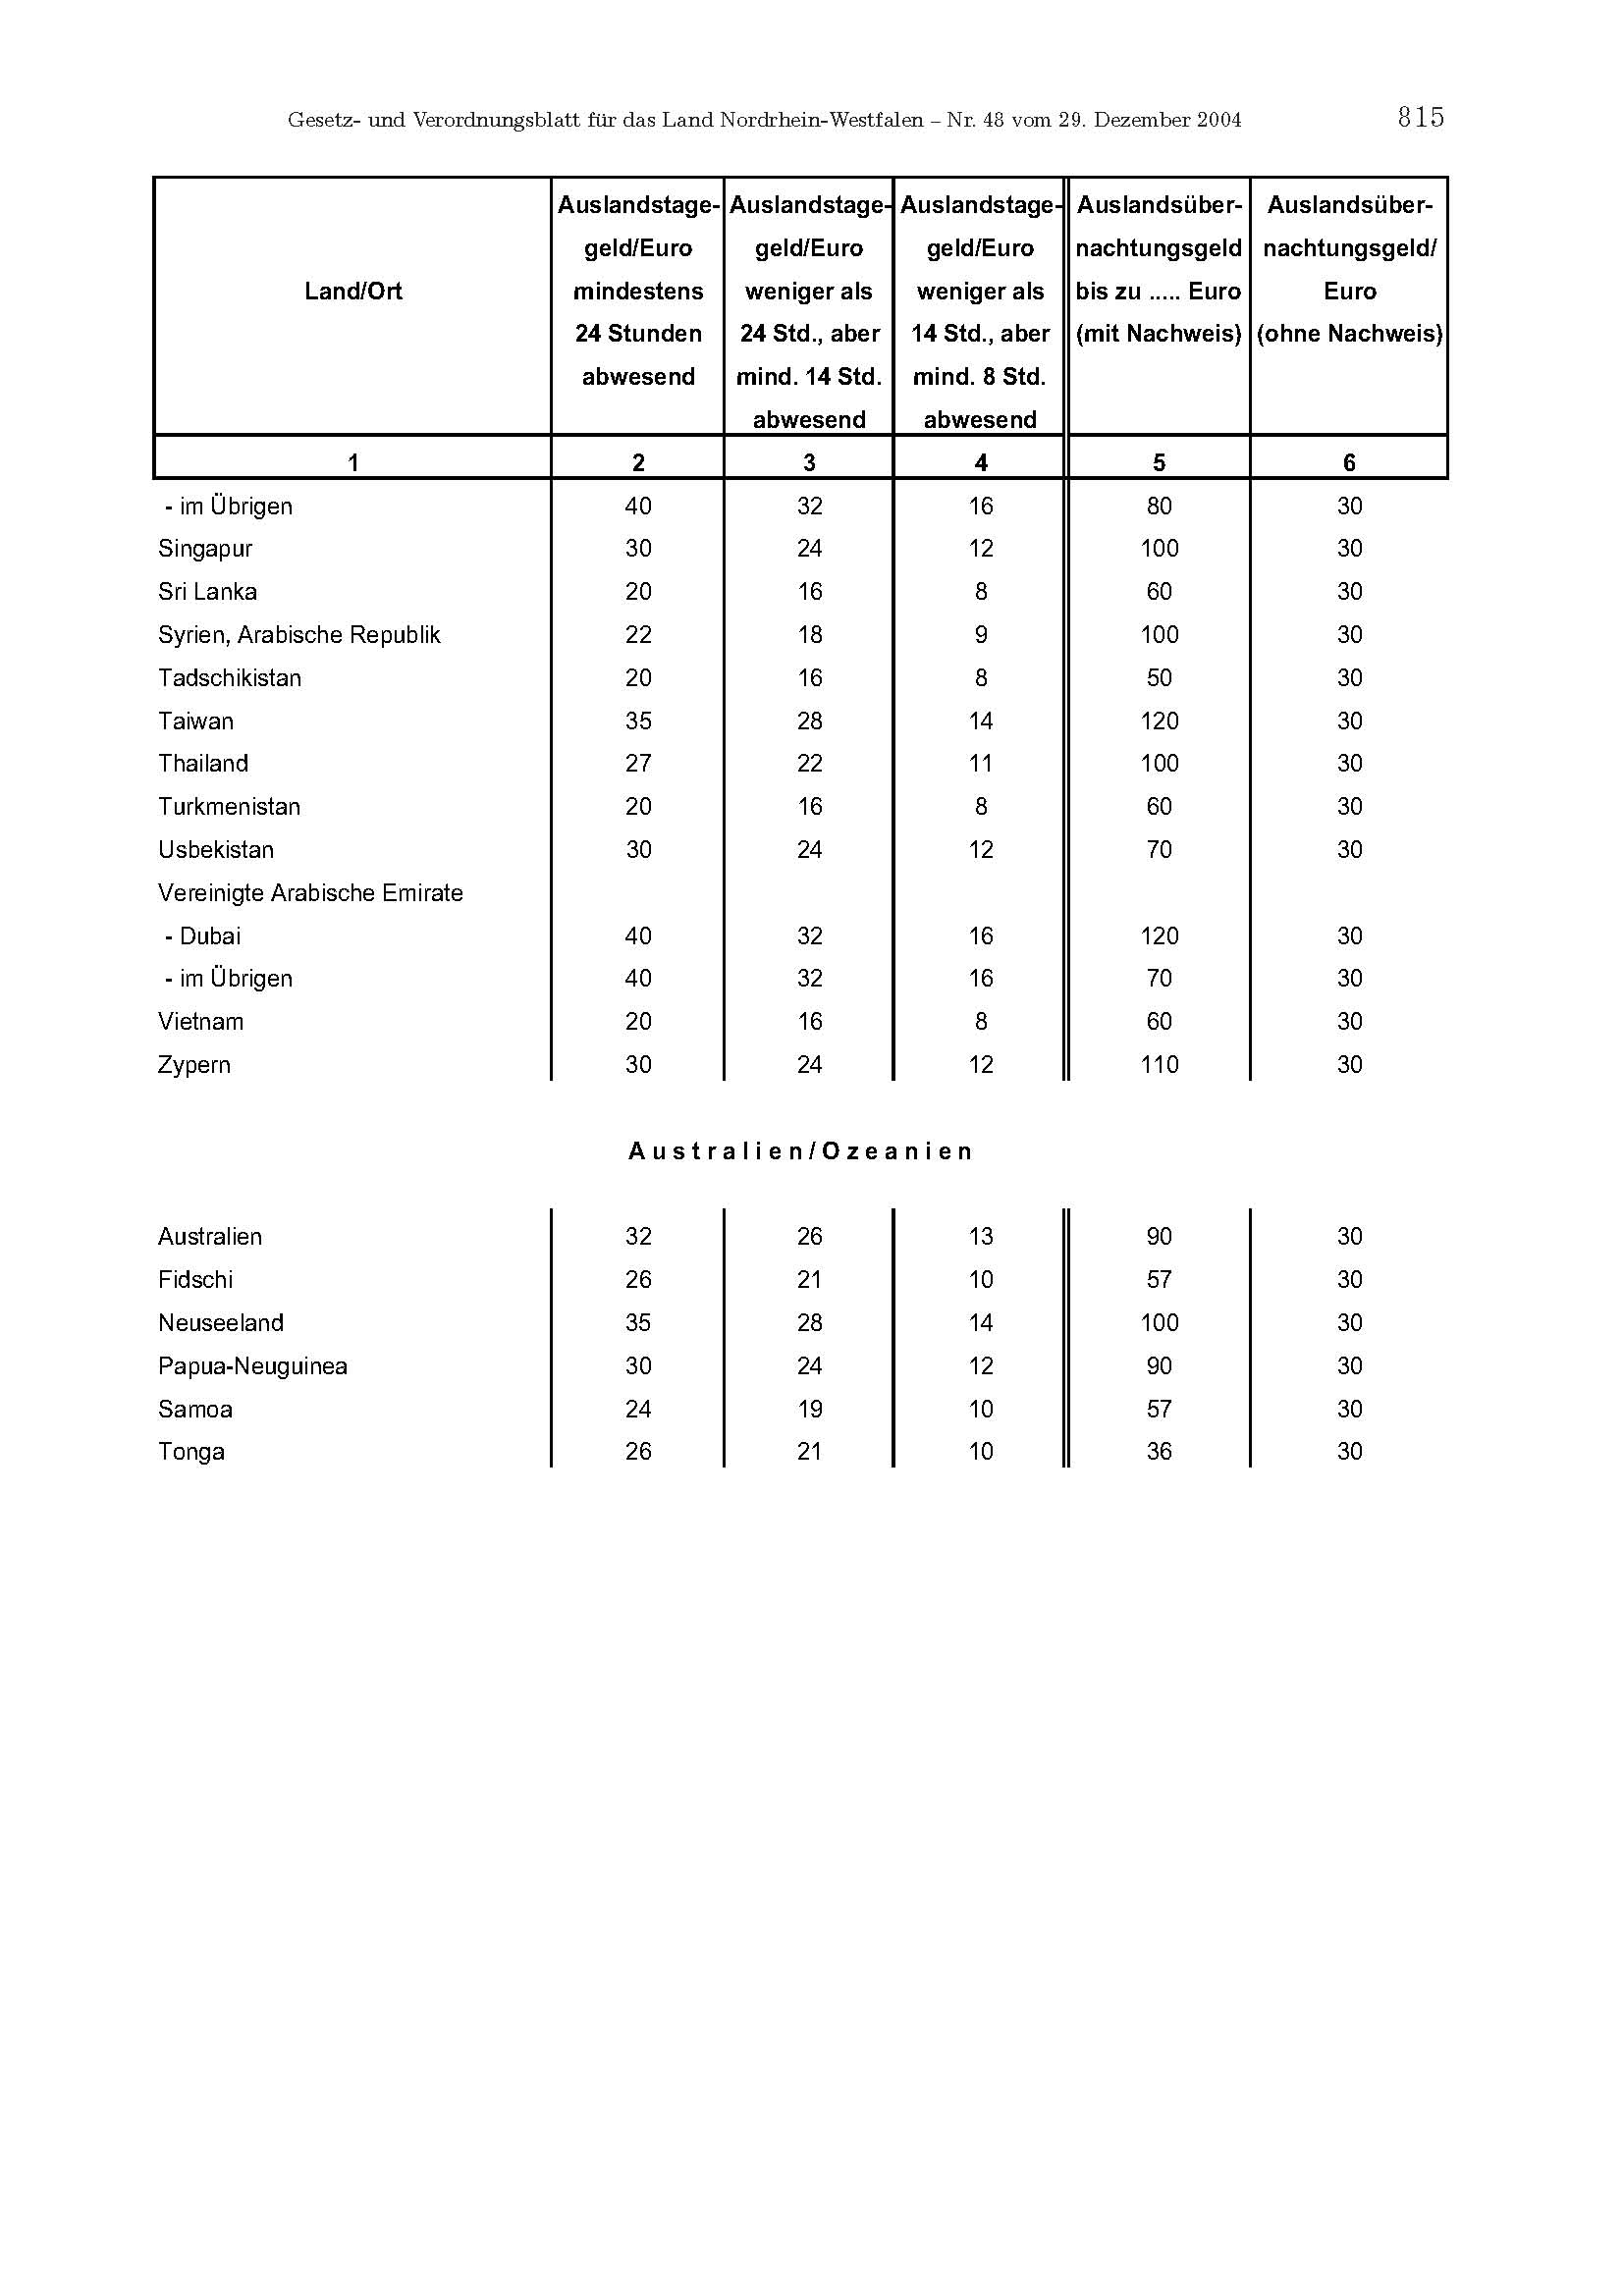 Gesetz- und Verordnungsblatt für das Land Nordrhein-Westfalen – Nr. 48 vom 29. Dezember 2004 815
Auslandstage- Auslandstage- Auslandstage- Auslandsüber- Auslandsüber-
geld/Euro geld/Euro geld/Euro nachtungsgeld nachtungsgeld/
Land/Ort mindestens weniger als weniger als bis zu ..... Euro Euro
24 Stunden 24 Std., aber 14 Std., aber (mit Nachweis) (ohne Nachweis)
abwesend mind. 14 Std. mind. 8 Std.
abwesend abwesend
1 2 3 4 5 6
- im Übrigen 40 32 16 80 30
Singapur 30 24 12 100 30
Sri Lanka 20 16 8 60 30
Syrien, Arabische Republik 22 18 9 100 30
Tadschikistan 20 16 8 50 30
Taiwan 35 28 14 120 30
Thailand 27 22 11 100 30
Turkmenistan 20 16 8 60 30
Usbekistan 30 24 12 70 30
Vereinigte Arabische Emirate
- Dubai 40 32 16 120 30
- im Übrigen 40 32 16 70 30
Vietnam 20 16 8 60 30
Zypern 30 24 12 110 30
Australien/Ozeanien
Australien 32 26 13 90 30
Fidschi 26 21 10 57 30
Neuseeland 35 28 14 100 30
Papua-Neuguinea 30 24 12 90 30
Samoa 24 19 10 57 30
Tonga 26 21 10 36 30